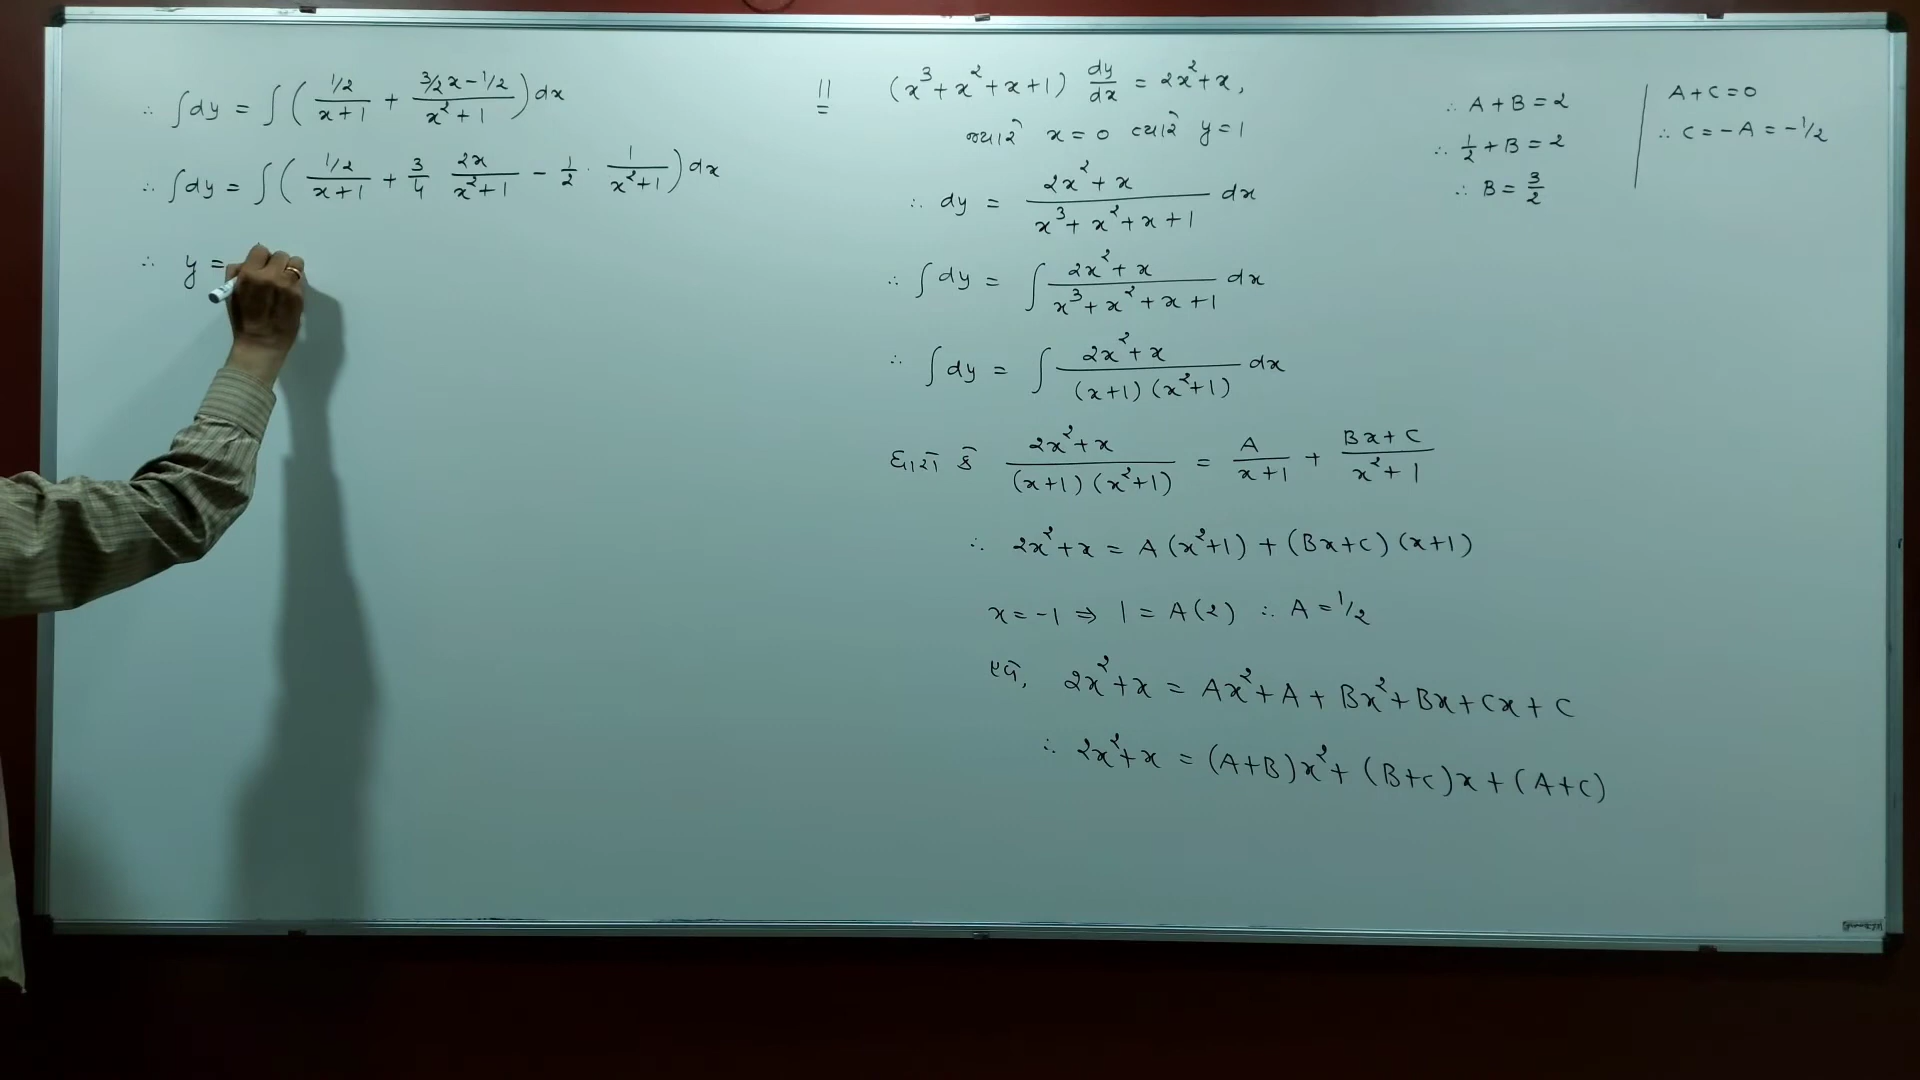 11
(x³ + x² + x + 1) dy/dx = 2x² + x,
જ્યારે x = 0 ત્યારે y = 1
∴ dy = (2x² + x)/(x³ + x² + x + 1) dx
∴ ∫dy = ∫ (2x² + x)/(x³ + x² + x + 1) dx
∴ ∫dy = ∫ (2x² + x)/((x+1)(x²+1)) dx
ધારો કે (2x² + x)/((x+1)(x²+1)) = A/(x+1) + (Bx + C)/(x² + 1)
∴ 2x² + x = A(x²+1) + (Bx+C)(x+1)
x = -1 ⇒ 1 = A(2) ∴ A = 1/2
2x² + x = Ax² + A + Bx² + Bx + Cx + C
∴ 2x² + x = (A+B)x² + (B+C)x + (A+C)
∴ A + B = 2
∴ 1/2 + B = 2
∴ B = 3/2
A + C = 0
∴ C = -A = -1/2
∴ ∫dy = ∫ ( (1/2)/(x+1) + (3/2x - 1/2)/(x² + 1) ) dx
∴ ∫dy = ∫ ( (1/2)/(x+1) + 3/4 2x/(x²+1) - 1/2 · 1/(x²+1) ) dx
∴ y =